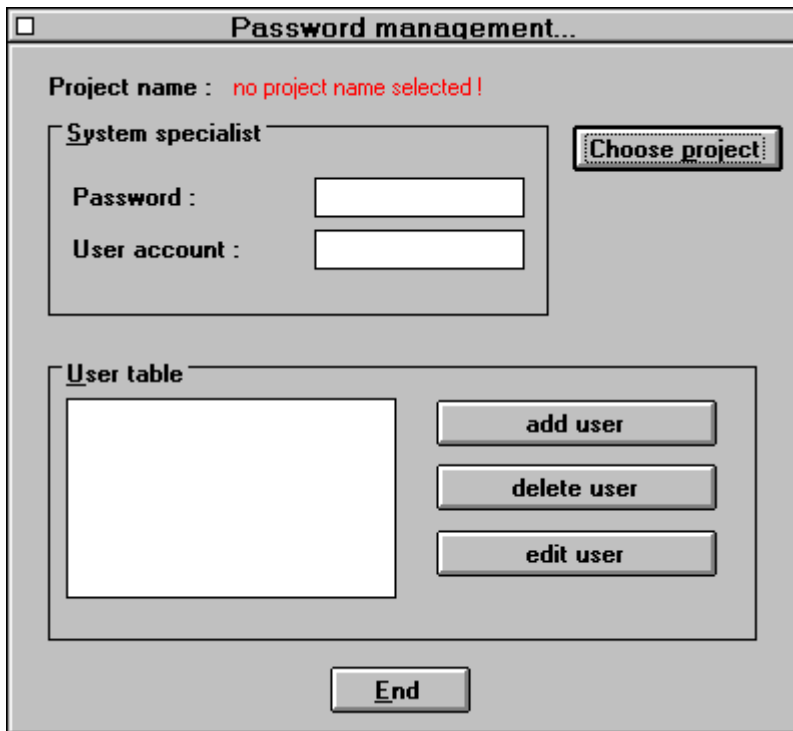 Password management...
Project name : no project name selected !
System specialist
Choose project
Password :
User account :
User table
add user
delete user
edit user
End